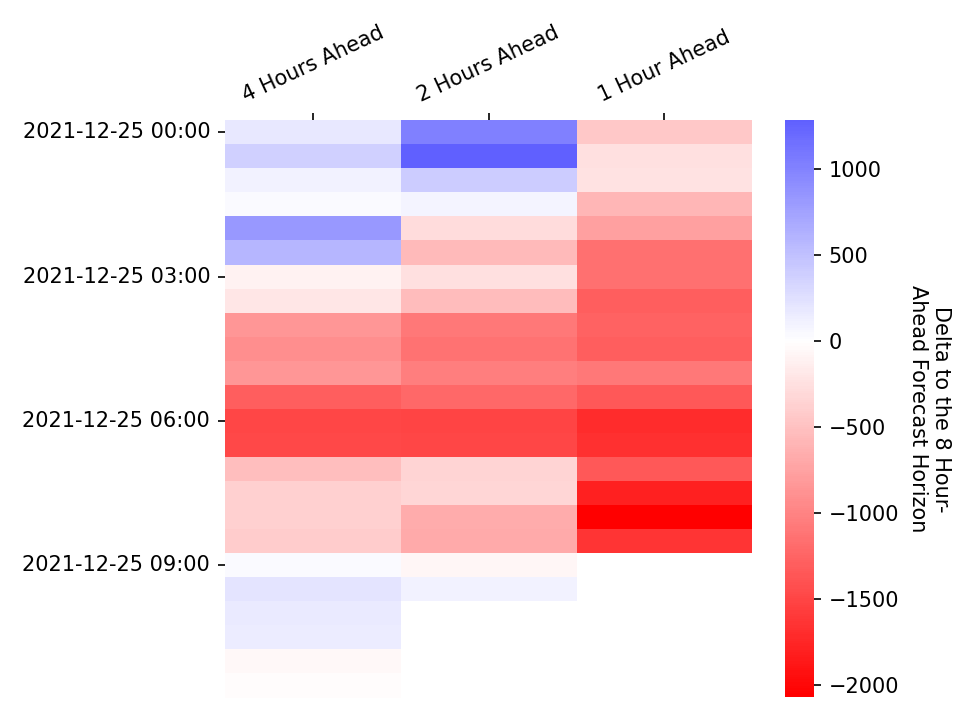 4 Hours Ahead
2 Hours Ahead
1 Hour Ahead
2021-12-25 00:00
2021-12-25 03:00
2021-12-25 06:00
2021-12-25 09:00
1000
500
0
−500
−1000
−1500
−2000
Delta to the 8 Hour-
Ahead Forecast Horizon